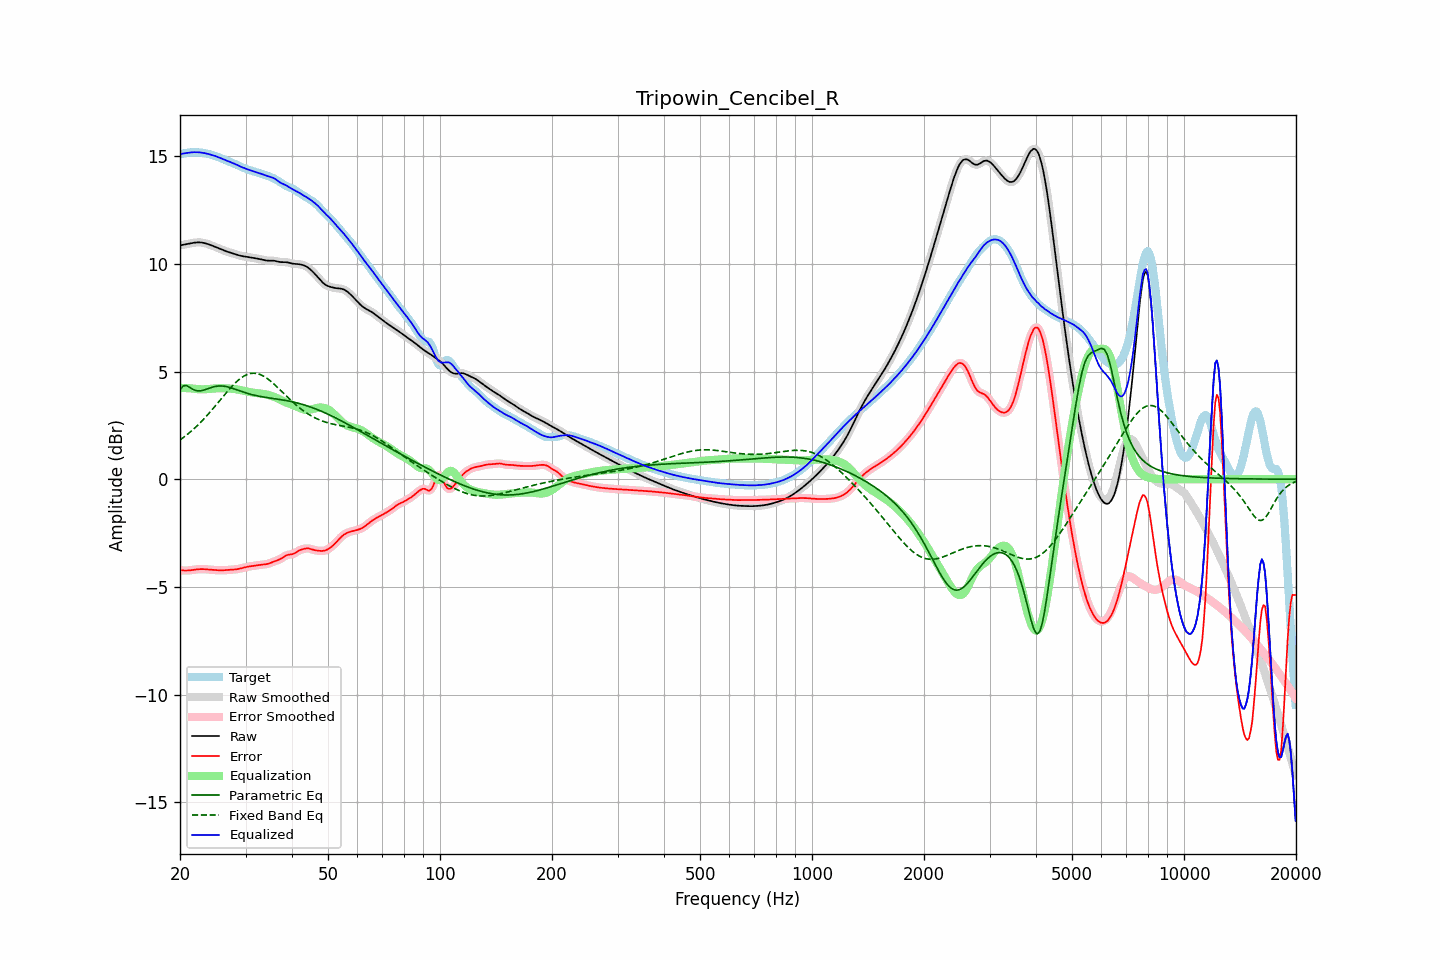 Tripowin_Cencibel_R
Amplitude (dBr)
15
10
5
0
−5
−10
−15
Target
Raw Smoothed
Error Smoothed
Raw
Error
Equalization
Parametric Eq
Fixed Band Eq
Equalized
20 50 100 200 500 1000 2000 5000 10000 20000
Frequency (Hz)